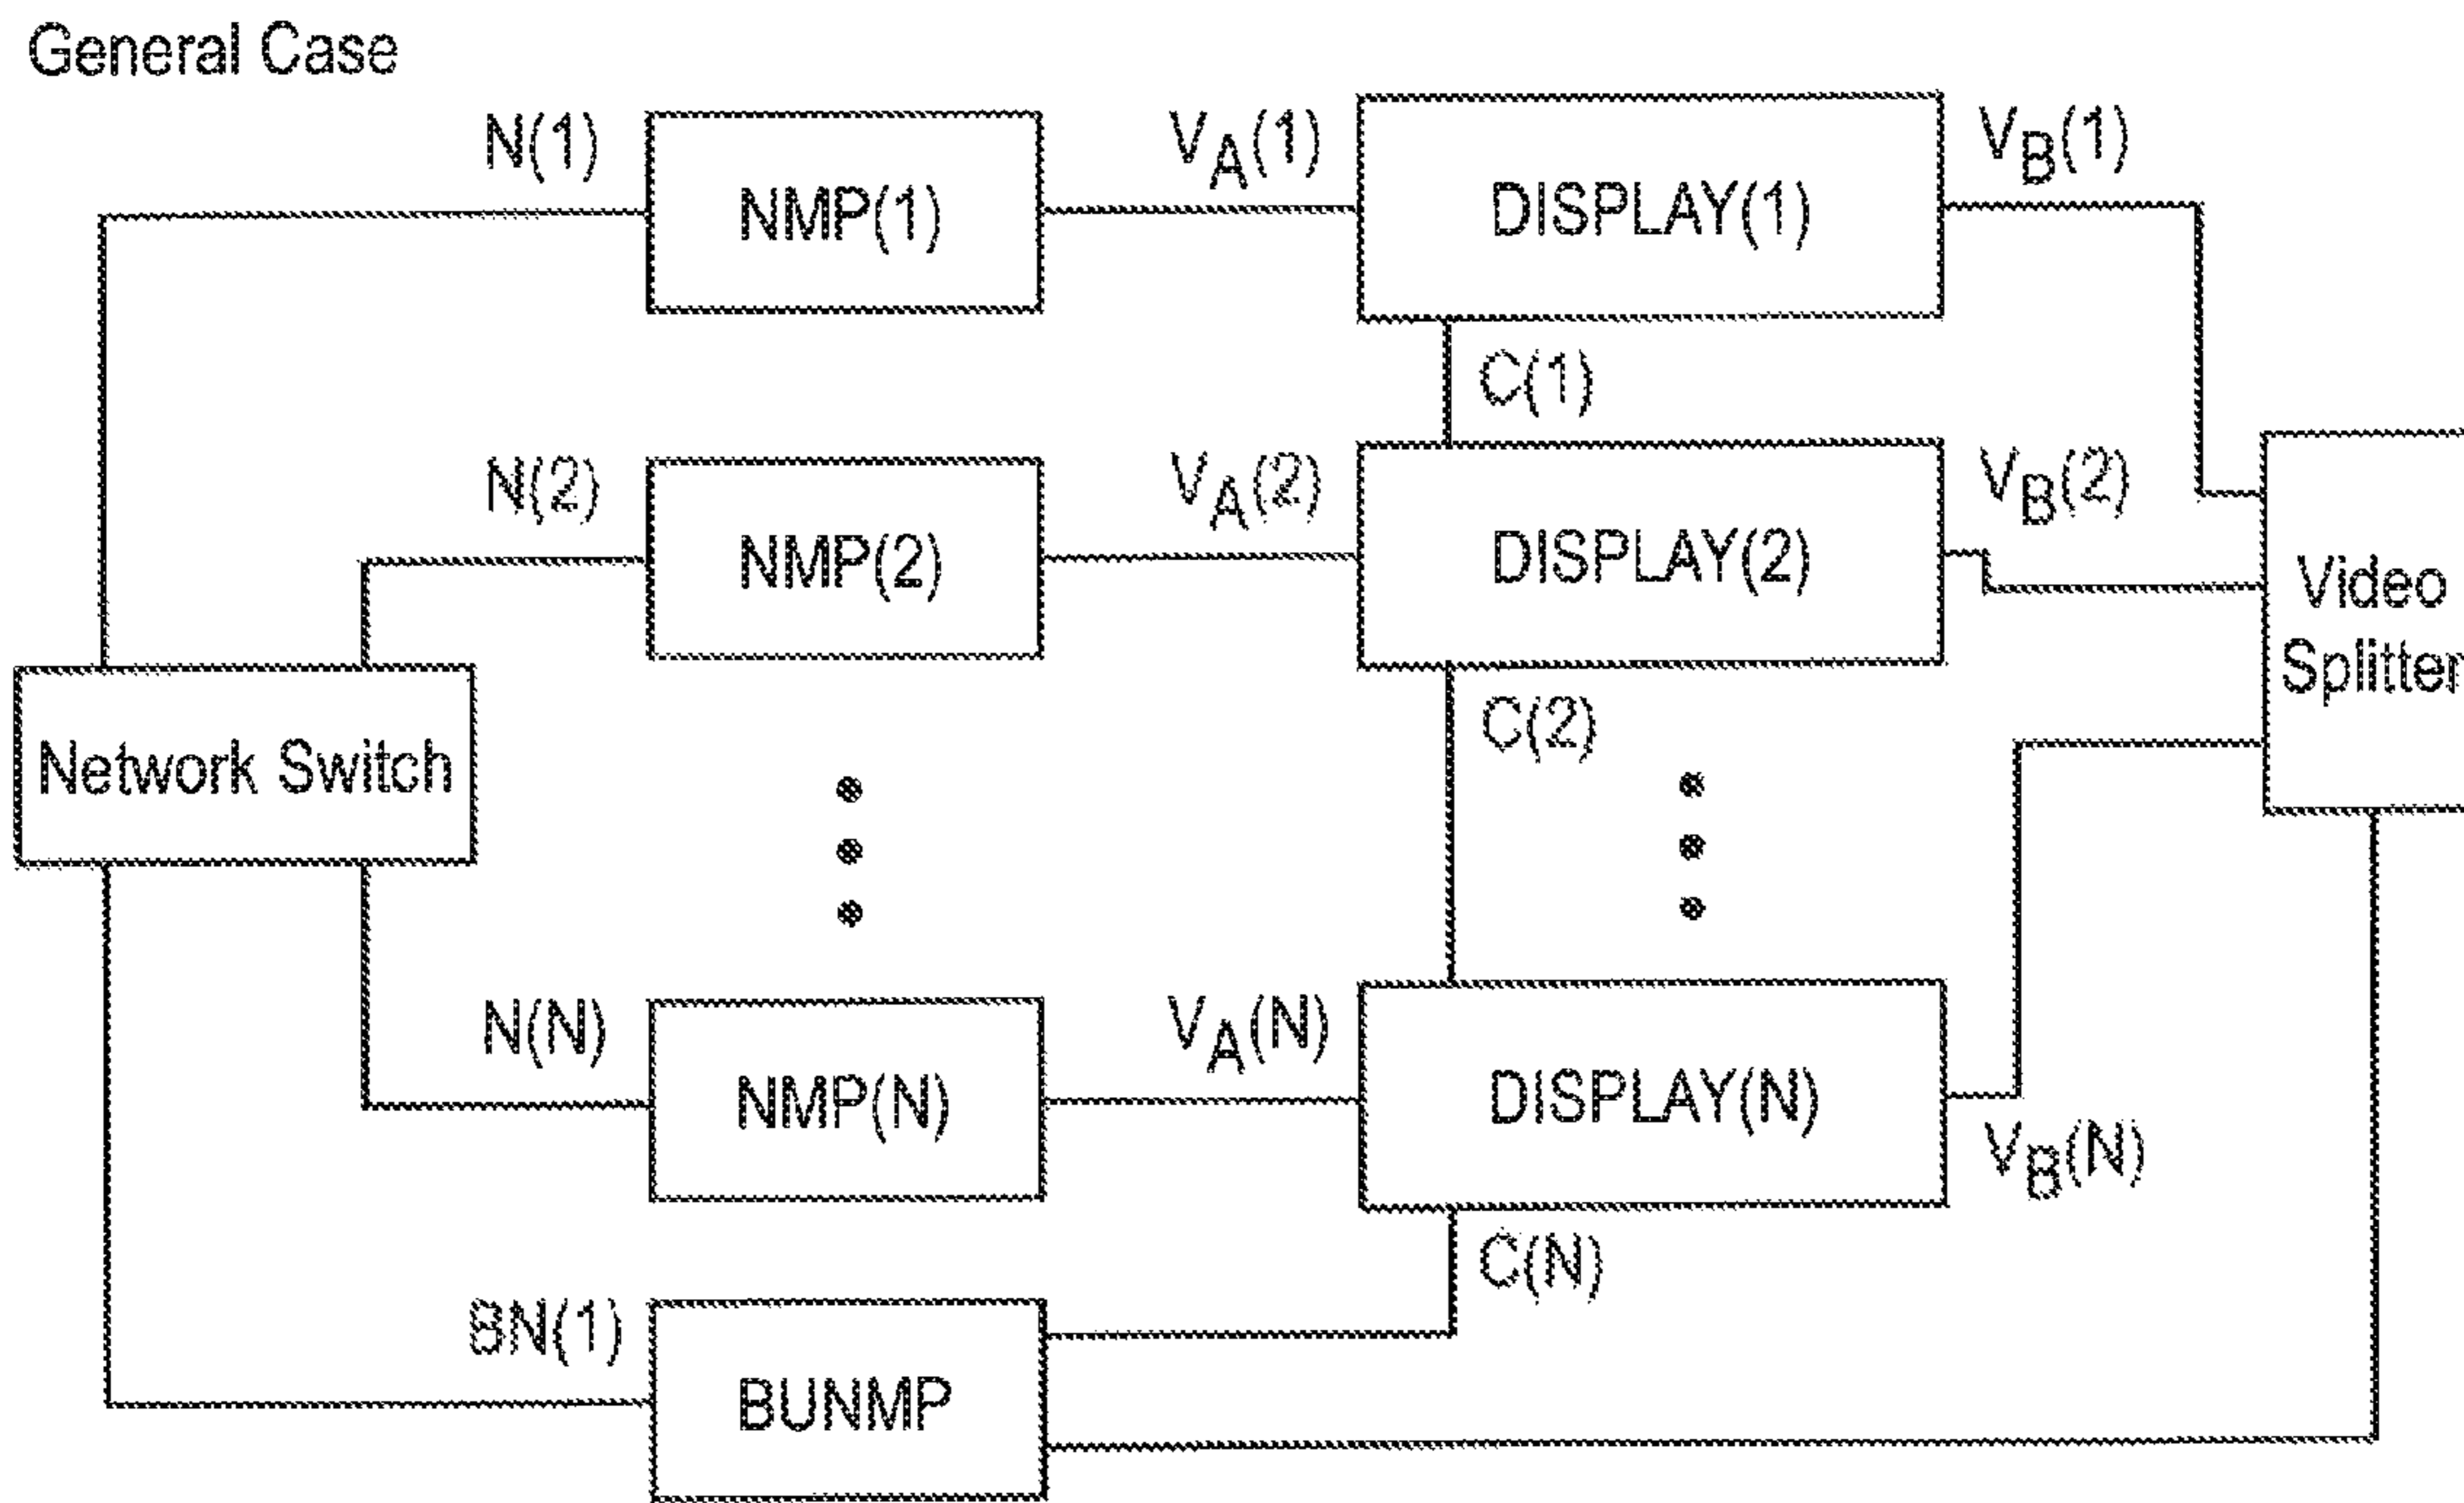 General Case
N(1)
NMP(1)
VA(1)
DISPLAY(1)
VB(1)
C(1)
N(2)
NMP(2)
VA(2)
DISPLAY(2)
VB(2)
Video
Splitter
C(2)
Network Switch
N(N)
NMP(N)
VA(N)
DISPLAY(N)
VB(N)
C(N)
BN(1)
BUNMP